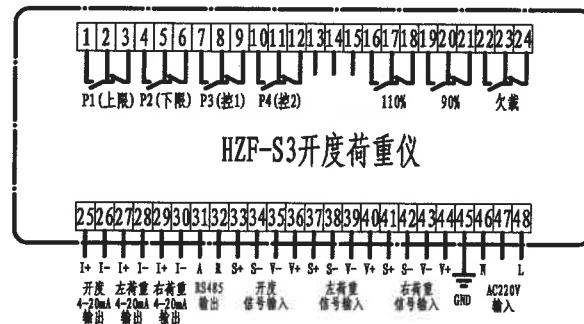 1 2 3 4 5 6 7 8 9 10 11 12 13 14 15 16 17 18 19 20 21 22 23 24
P1(上限) P2(下限) P3(控1) P4(控2) 110% 90% 欠载
HZF-S3开度荷重仪
25 26 27 28 29 30 31 32 33 34 35 36 37 38 39 40 41 42 43 44 45 46 47 48
I+ I- I+ I- I+ I- A R S+ S- V- V+ S+ S- V- V+ S+ S- V- V+ N L
开度 左荷重 右荷重 RS485 开度 左荷重 右荷重 AC220V
4-20mA 4-20mA 4-20mA 输出 信号输入 信号输入 信号输入 GND 输入
输出 输出 输出